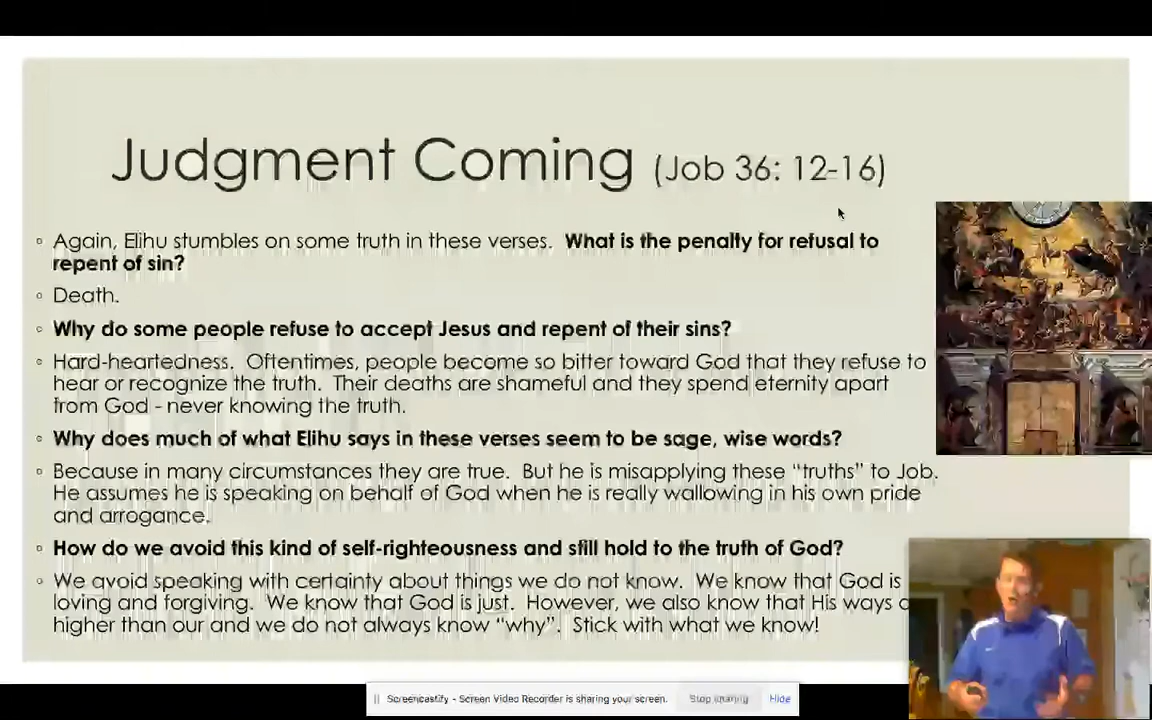 Judgment Coming (Job 36: 12-16)
Again, Elihu stumbles on some truth in these verses. What is the penalty for refusal to
repent of sin?
Death.
Why do some people refuse to accept Jesus and repent of their sins?
Hard-heartedness. Oftentimes, people become so bitter toward God that they refuse to
hear or recognize the truth. Their deaths are shameful and they spend eternity apart
from God - never knowing the truth.
Why does much of what Elihu says in these verses seem to be sage, wise words?
Because in many circumstances they are true. But he is misapplying these “truths” to Job.
He assumes he is speaking on behalf of God when he is really wallowing in his own pride
and arrogance.
How do we avoid this kind of self-righteousness and still hold to the truth of God?
We avoid speaking with certainty about things we do not know. We know that God is
loving and forgiving. We know that God is just. However, we also know that His ways
higher than our and we do not always know “why”. Stick with what we know!
Screencastify - Screen Video Recorder is sharing your screen. Stop sharing Hide